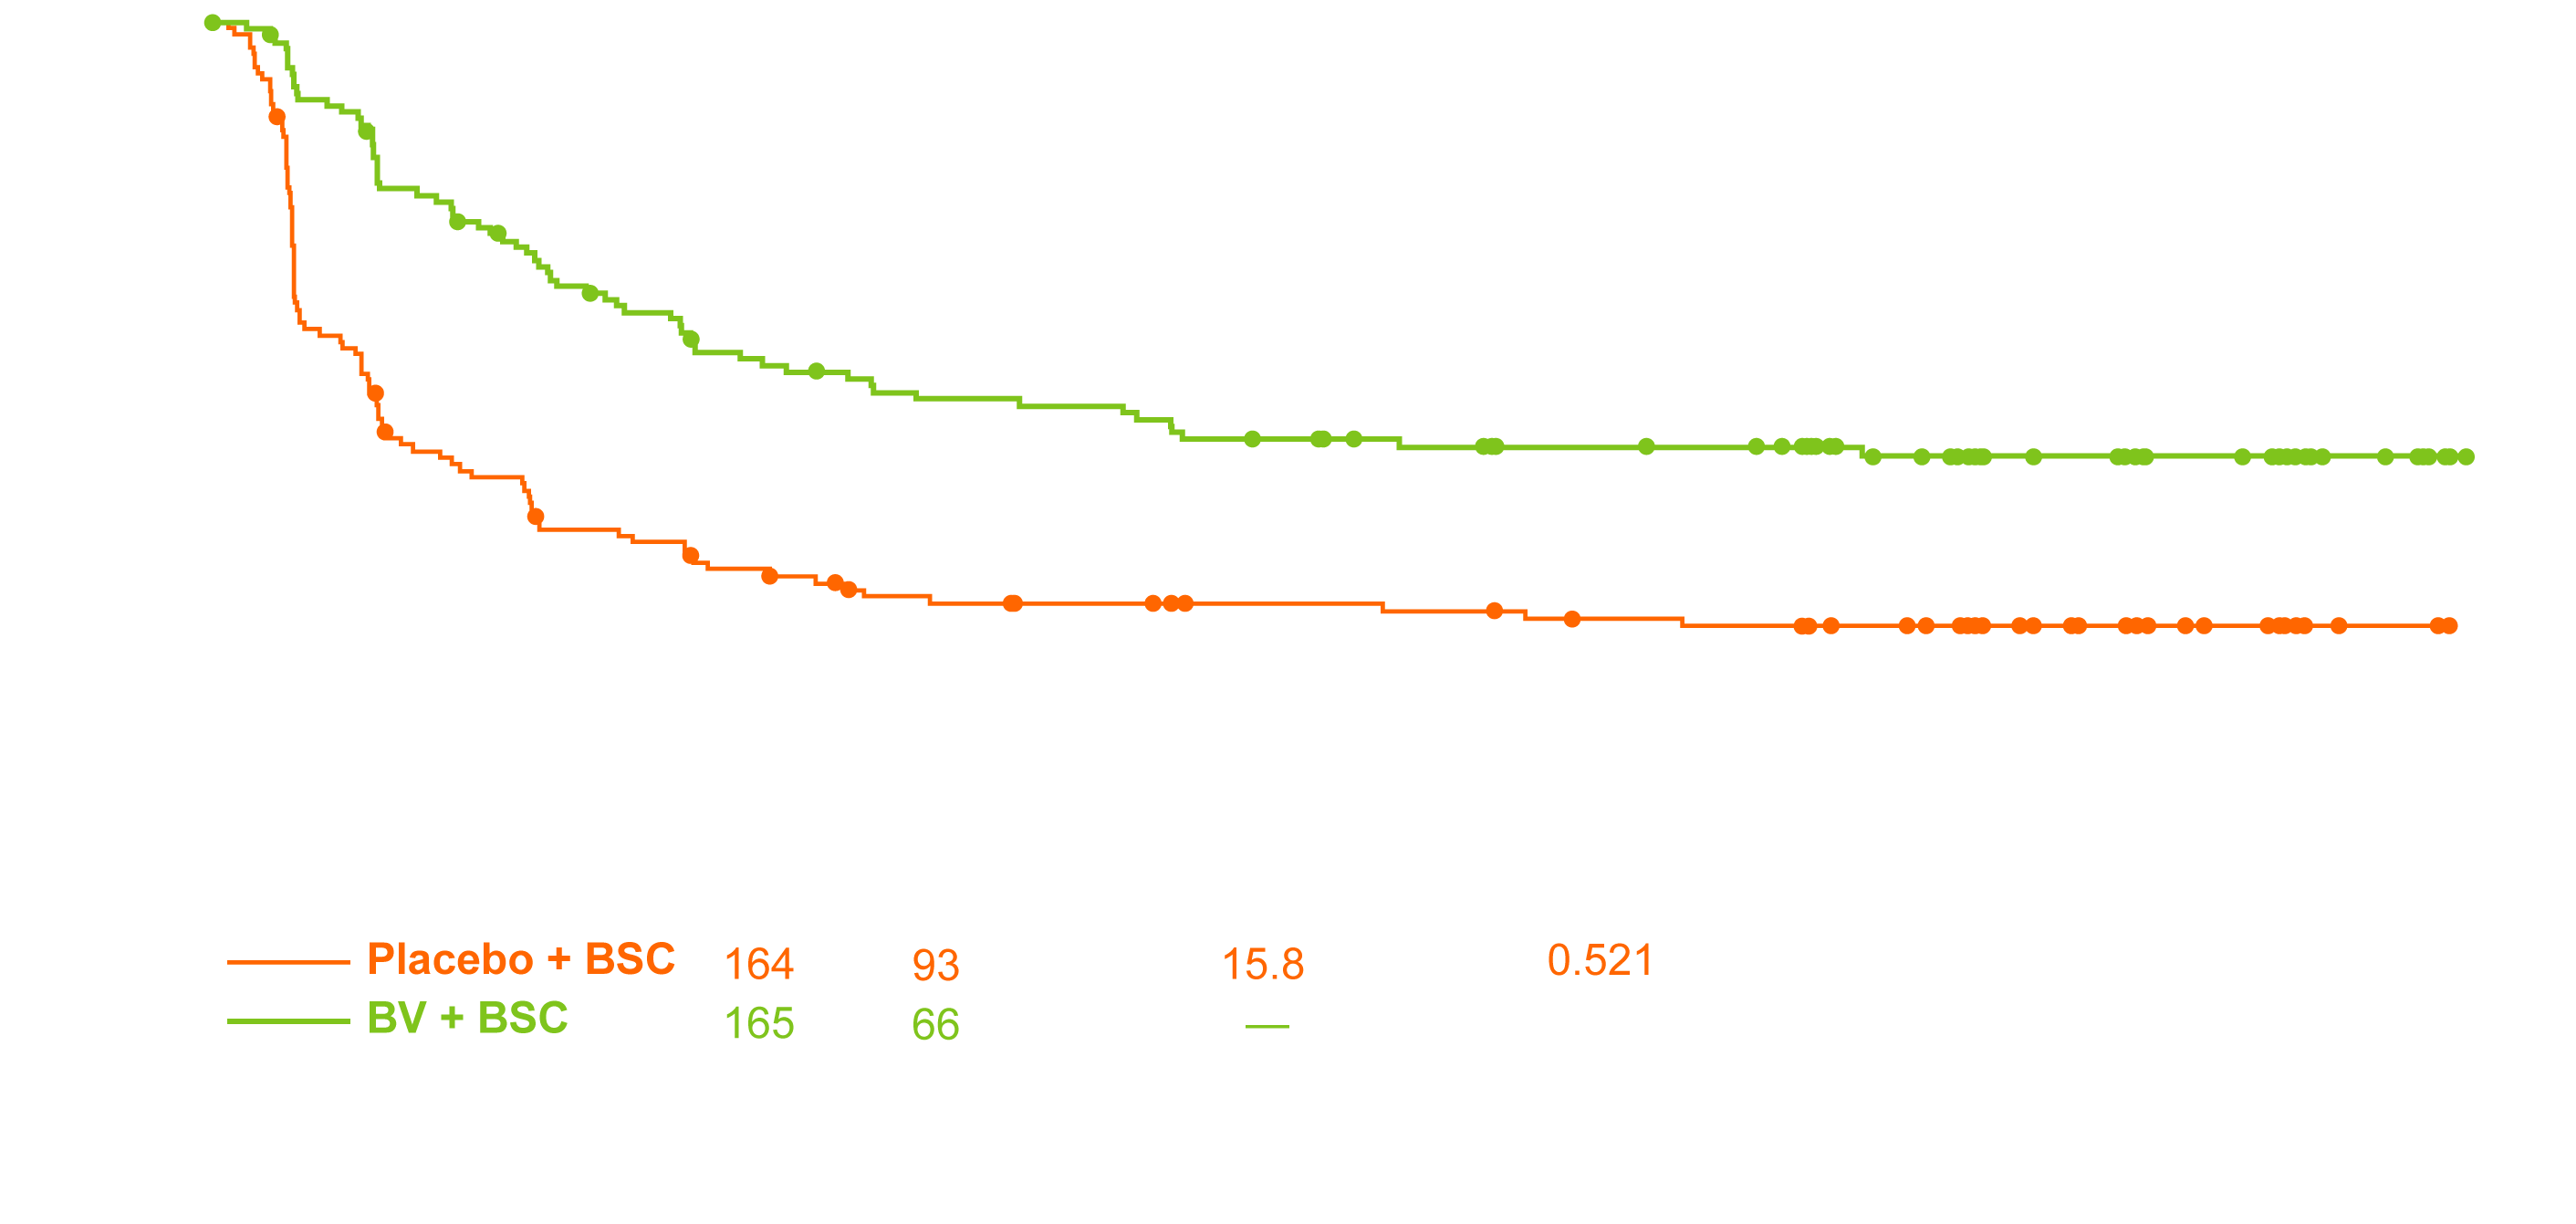 Placebo + BSC 164 93 15.8 0.521
BV + BSC 165 66 —